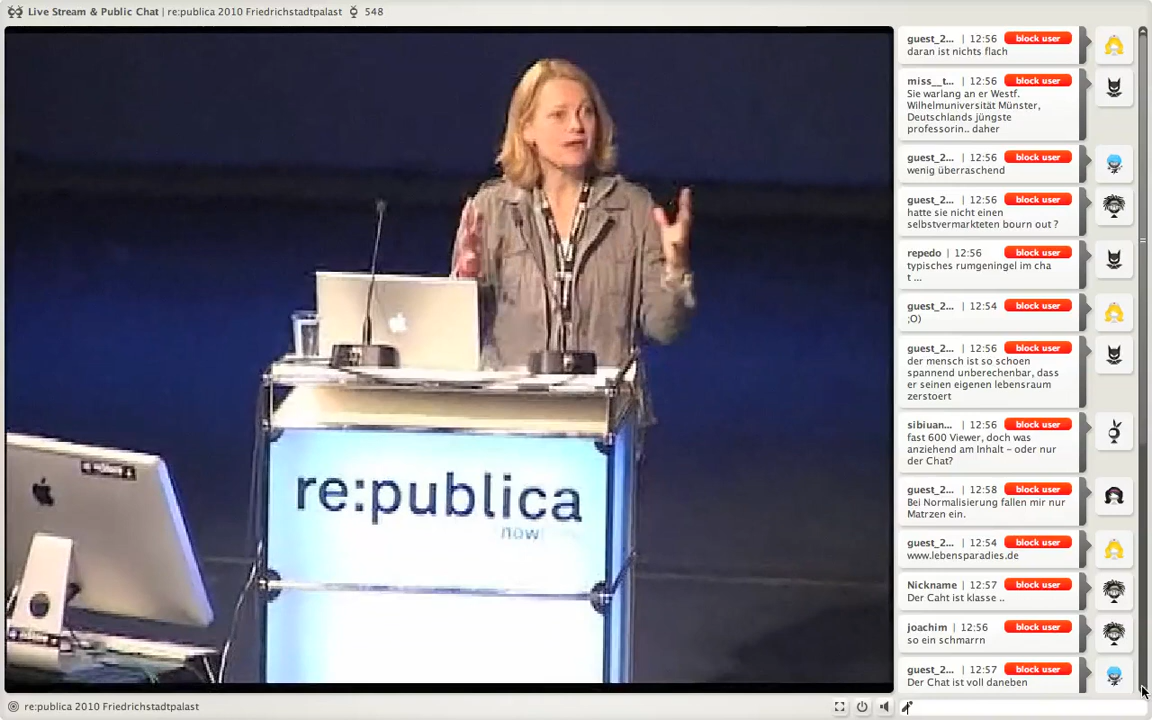 Live Stream & Public Chat | re:publica 2010 Friedrichstadtpalast 548
guest_2... | 12:56 block user
daran ist nichts flach
miss__t... | 12:56 block user
Sie warlang an er Westf.
Wilhelmuniversität Münster,
Deutschlands jüngste
professorin.. daher
guest_2... | 12:56 block user
wenig überraschend
guest_2... | 12:56 block user
hatte sie nicht einen
selbstvermarkteten bourn out ?
repedo | 12:56 block user
typisches rumgeningel im cha
t ...
guest_2... | 12:54 block user
;O)
guest_2... | 12:56 block user
der mensch ist so schoen
spannend unberechenbar, dass
er seinen eigenen lebensraum
zerstoert
sibiuan... | 12:56 block user
fast 600 Viewer, doch was
anziehend am Inhalt - oder nur
der Chat?
guest_2... | 12:58 block user
Bei Normalisierung fallen mir nur
Matrzen ein.
guest_2... | 12:54 block user
www.lebensparadies.de
Nickname | 12:57 block user
Der Caht ist klasse ..
joachim | 12:56 block user
so ein schmarrn
guest_2... | 12:57 block user
Der Chat ist voll daneben
re:publica
now
re:publica 2010 Friedrichstadtpalast